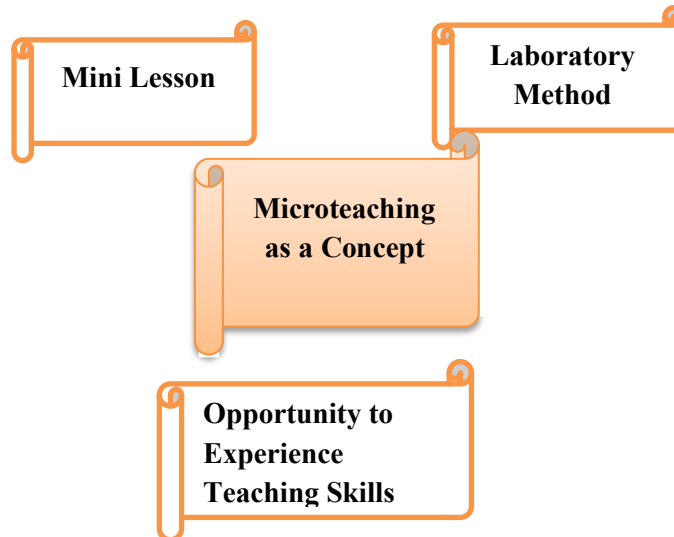 Mini Lesson
Laboratory
Method
Microteaching
as a Concept
Opportunity to
Experience
Teaching Skills